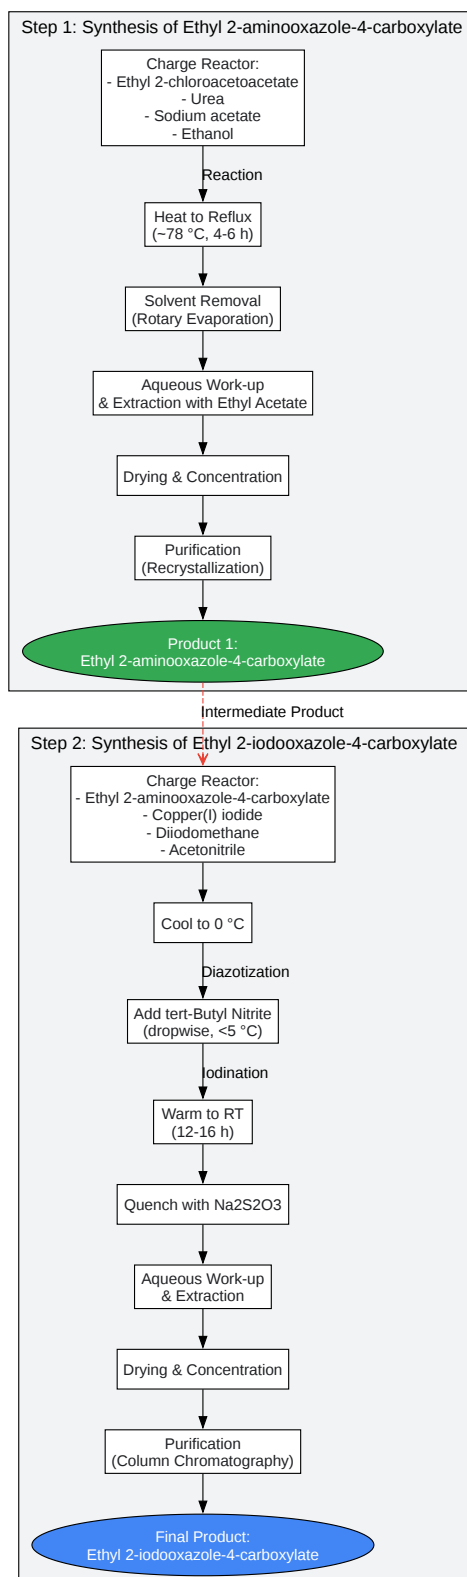 Step 1: Synthesis of Ethyl 2-aminooxazole-4-carboxylate
Charge Reactor:
- Ethyl 2-chloroacetoacetate
- Urea
- Sodium acetate
- Ethanol
Reaction
Heat to Reflux
(~78 °C, 4-6 h)
Solvent Removal
(Rotary Evaporation)
Aqueous Work-up
& Extraction with Ethyl Acetate
Drying & Concentration
Purification
(Recrystallization)
Product 1:
Ethyl 2-aminooxazole-4-carboxylate
Intermediate Product
Step 2: Synthesis of Ethyl 2-iodooxazole-4-carboxylate
Charge Reactor:
- Ethyl 2-aminooxazole-4-carboxylate
- Copper(I) iodide
- Diiodomethane
- Acetonitrile
Cool to 0 °C
Diazotization
Add tert-Butyl Nitrite
(dropwise, <5 °C)
Iodination
Warm to RT
(12-16 h)
Quench with Na2S2O3
Aqueous Work-up
& Extraction
Drying & Concentration
Purification
(Column Chromatography)
Final Product:
Ethyl 2-iodooxazole-4-carboxylate